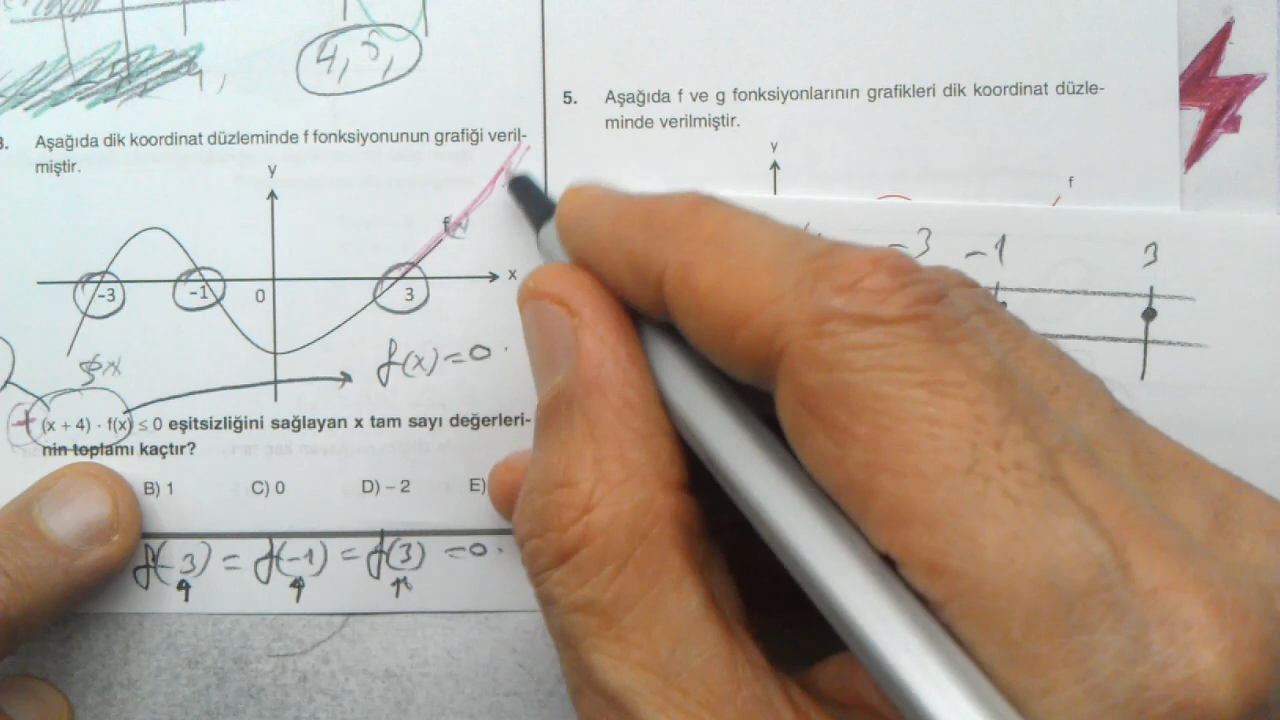 4, 5,
3. Aşağıda dik koordinat düzleminde f fonksiyonunun grafiği veril-
miştir.
y
x
-3 -1 0 3
f(x)=0.
+ (x + 4) · f(x) ≤ 0 eşitsizliğini sağlayan x tam sayı değerleri-
nin toplamı kaçtır?
B) 1 C) 0 D) – 2 E)
f(-3) = f(-1) = f(3) =0.
5. Aşağıda f ve g fonksiyonlarının grafikleri dik koordinat düzle-
minde verilmiştir.
y
f
-3 -1 3